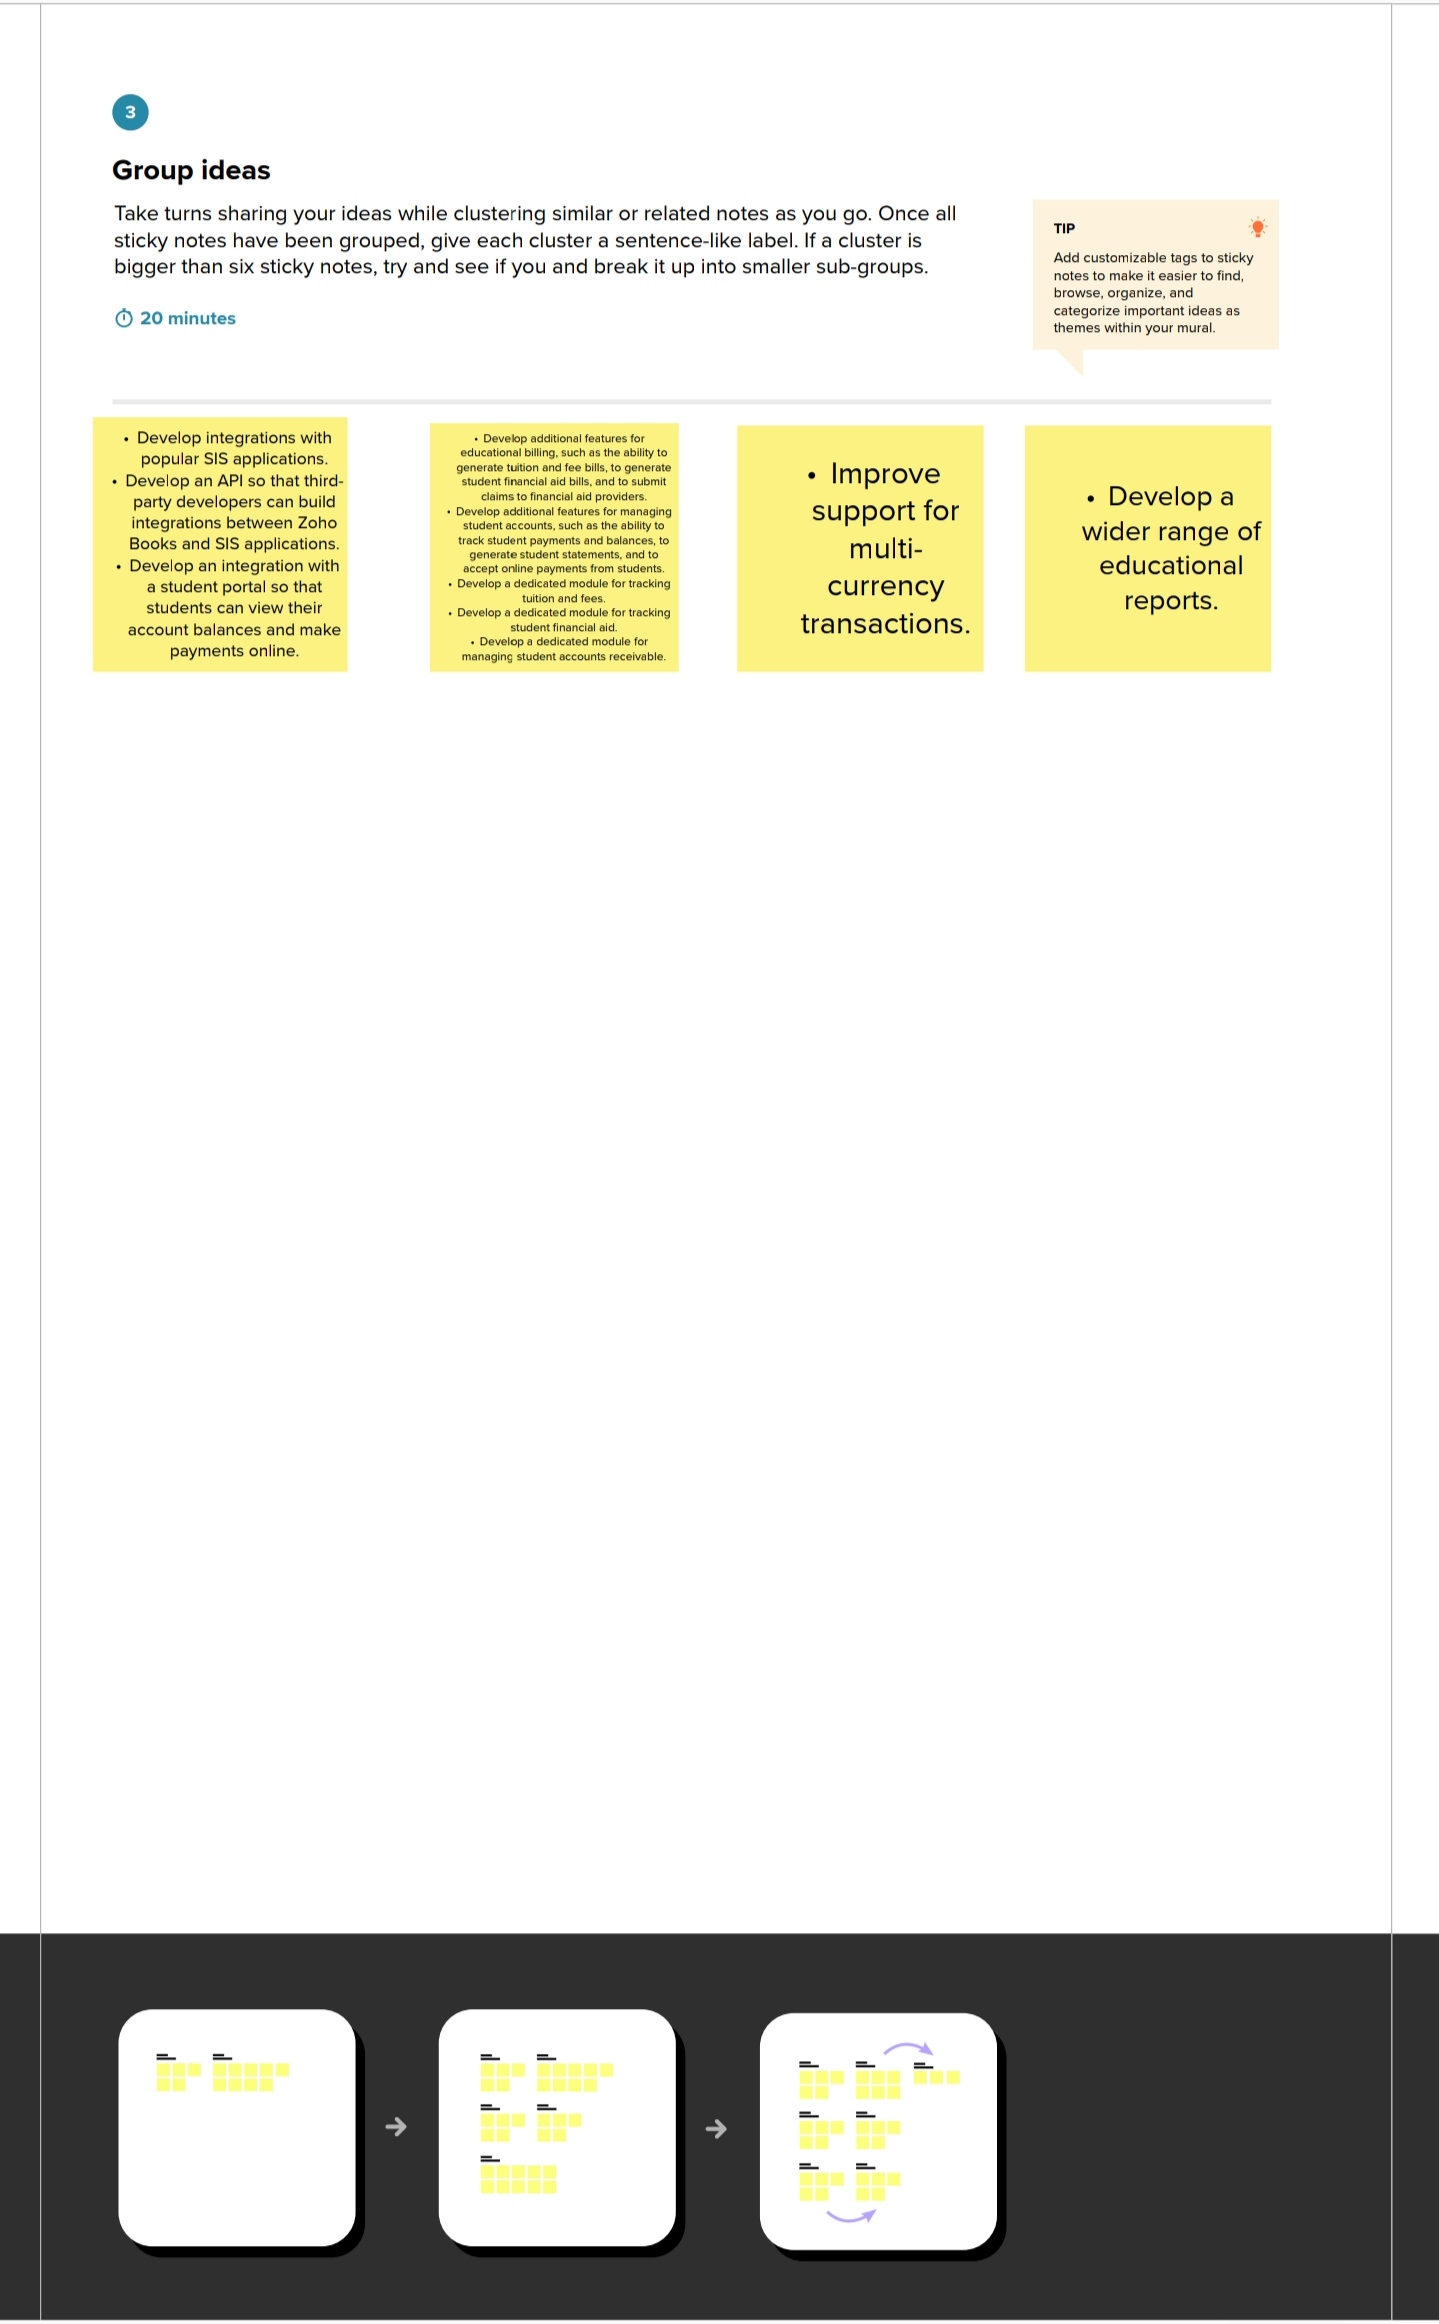 3
Group ideas
Take turns sharing your ideas while clustering similar or related notes as you go. Once all
sticky notes have been grouped, give each cluster a sentence-like label. If a cluster is
bigger than six sticky notes, try and see if you and break it up into smaller sub-groups.
20 minutes
TIP
Add customizable tags to sticky
notes to make it easier to find,
browse, organize, and
categorize important ideas as
themes within your mural.
• Develop integrations with
popular SIS applications.
• Develop an API so that third-
party developers can build
integrations between Zoho
Books and SIS applications.
• Develop an integration with
a student portal so that
students can view their
account balances and make
payments online.
• Develop additional features for
educational billing, such as the ability to
generate tuition and fee bills, to generate
student financial aid bills, and to submit
claims to financial aid providers.
• Develop additional features for managing
student accounts, such as the ability to
track student payments and balances, to
generate student statements, and to
accept online payments from students.
• Develop a dedicated module for tracking
tuition and fees.
• Develop a dedicated module for tracking
student financial aid.
• Develop a dedicated module for
managing student accounts receivable.
• Improve
support for
multi-
currency
transactions.
• Develop a
wider range of
educational
reports.